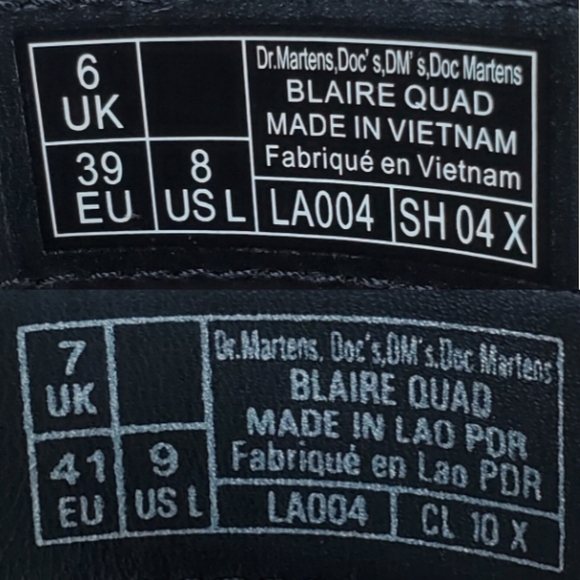 6
UK
39
EU
8
US L
Dr.Martens,Doc's,DM's,Doc Martens
BLAIRE QUAD
MADE IN VIETNAM
Fabriqué en Vietnam
LA004
SH 04 X
7
UK
41
EU
9
US L
Dr.Martens, Doc's,DM's,Doc Martens
BLAIRE QUAD
MADE IN LAO PDR
Fabriqué en Lao PDR
LA004
CL 10 X